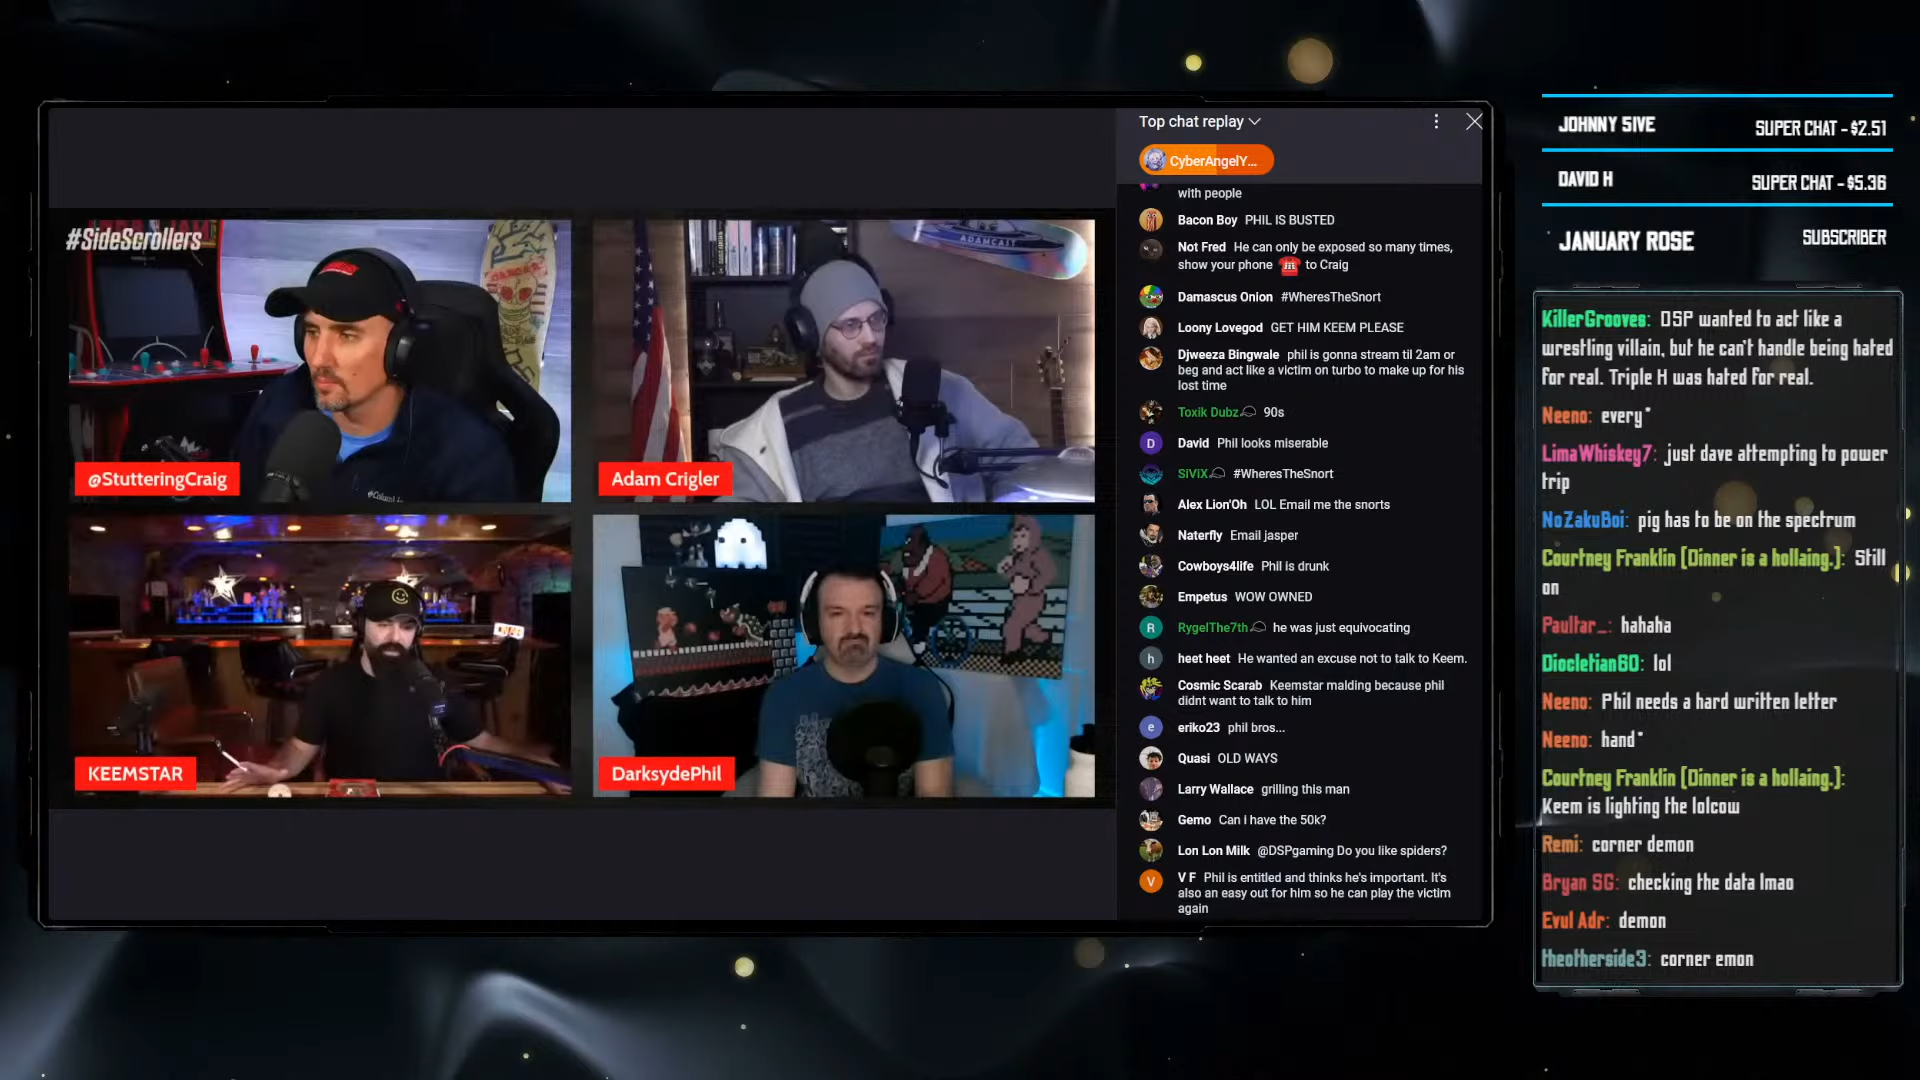 #SideScrollers
@StutteringCraig
ADAMCAIT
Adam Crigler
KEEMSTAR
DarksydePhil
Top chat replay
CyberAngelY...
with people
Bacon Boy PHIL IS BUSTED
Not Fred He can only be exposed so many times,
show your phone ☎️ to Craig
Damascus Onion #WheresTheSnort
Loony Lovegod GET HIM KEEM PLEASE
Djweeza Bingwale phil is gonna stream til 2am or
beg and act like a victim on turbo to make up for his
lost time
Toxik Dubz 90s
D David Phil looks miserable
SiViX #WheresTheSnort
Alex Lion'Oh LOL Email me the snorts
Naterfly Email jasper
Cowboys4life Phil is drunk
Empetus WOW OWNED
R RygelThe7th he was just equivocating
h heet heet He wanted an excuse not to talk to Keem.
Cosmic Scarab Keemstar malding because phil
didnt want to talk to him
e eriko23 phil bros...
Quasi OLD WAYS
Larry Wallace grilling this man
Gemo Can i have the 50k?
Lon Lon Milk @DSPgaming Do you like spiders?
V V F Phil is entitled and thinks he's important. It's
also an easy out for him so he can play the victim
again
JOHNNY 5IVE SUPER CHAT - $2.51
DAVID H SUPER CHAT - $5.36
JANUARY ROSE SUBSCRIBER
KillerGrooves: DSP wanted to act like a
wrestling villain, but he can't handle being hated
for real. Triple H was hated for real.
Neeno: every*
LimaWhiskey7: just dave attempting to power
trip
NoZakuBoi: pig has to be on the spectrum
Courtney Franklin (Dinner is a hollaing.): Still
on
Paultar_: hahaha
Diocletian60: lol
Neeno: Phil needs a hard written letter
Neeno: hand*
Courtney Franklin (Dinner is a hollaing.):
Keem is lighting the lolcow
Remi: corner demon
Bryan SG: checking the data lmao
Evul Adr: demon
theotherside3: corner emon